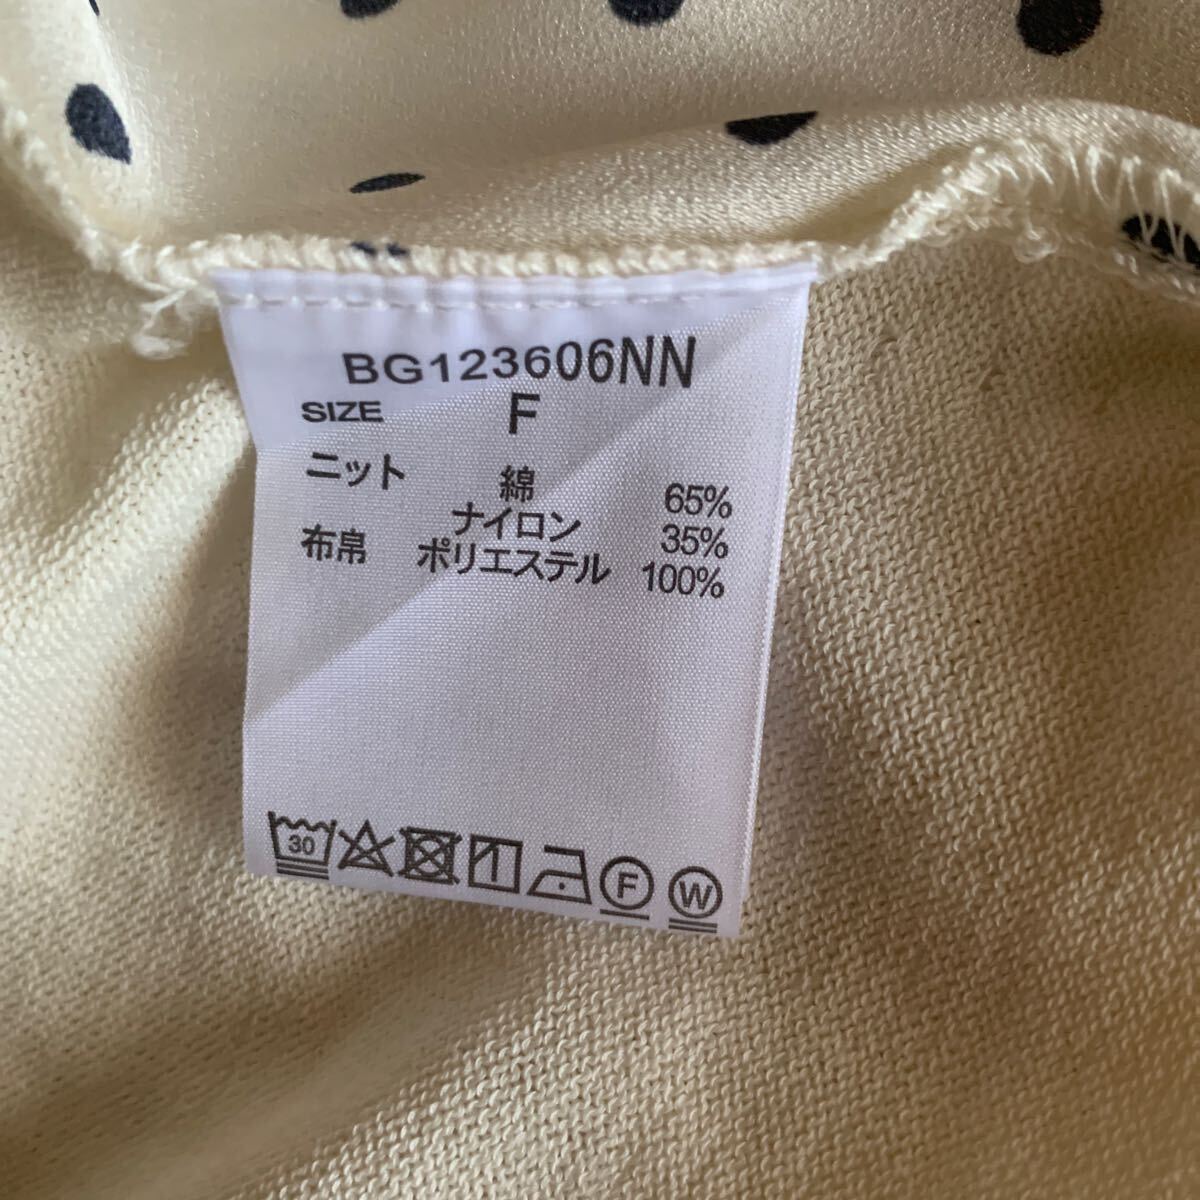 BG123606NN
SIZE F
ニット 綿 65%
ナイロン 35%
布帛 ポリエステル 100%
30 F W